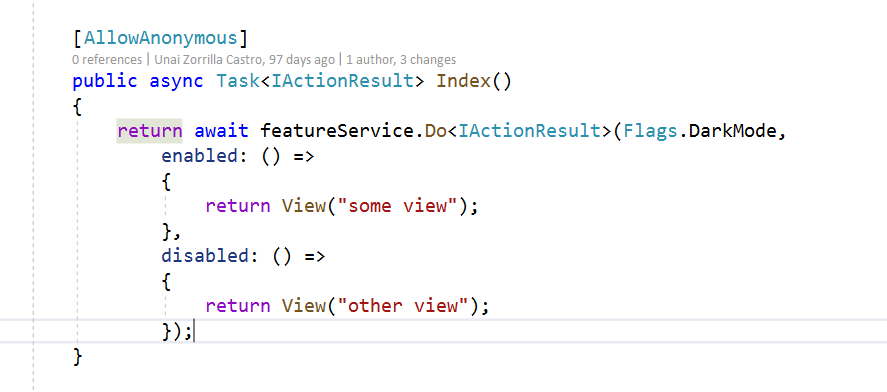 [AllowAnonymous]
0 references | Unai Zorrilla Castro, 97 days ago | 1 author, 3 changes
public async Task<IActionResult> Index()
{
    return await featureService.Do<IActionResult>(Flags.DarkMode,
        enabled: () =>
        {
            return View("some view");
        },
        disabled: () =>
        {
            return View("other view");
        });
}